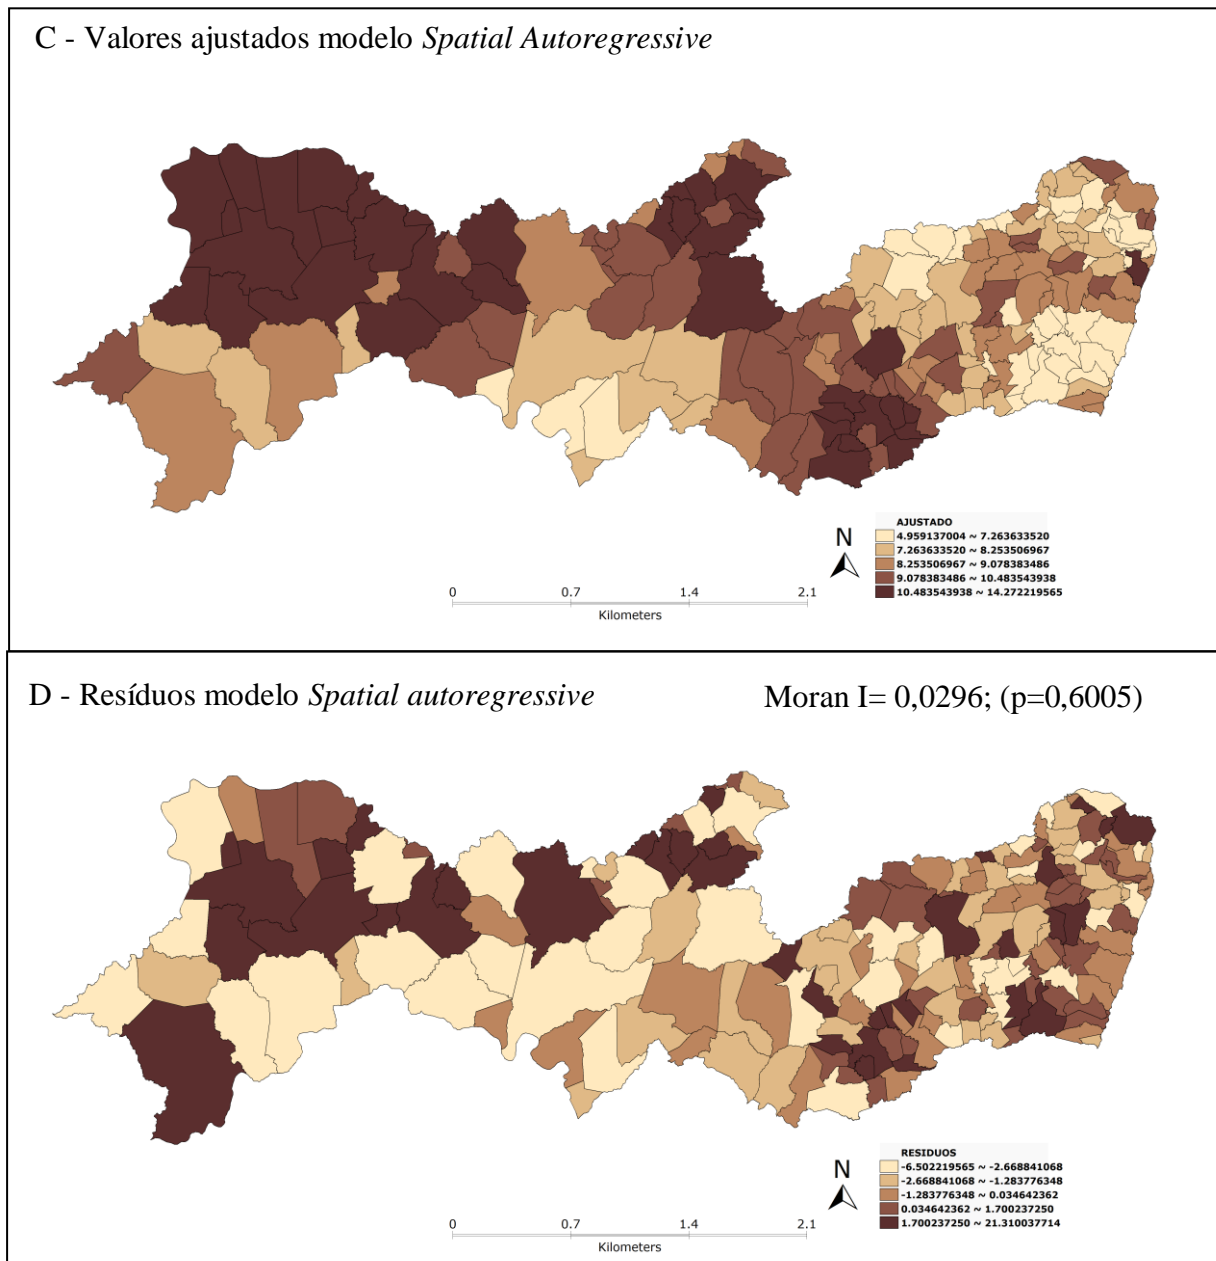 C - Valores ajustados modelo Spatial Autoregressive
N
AJUSTADO
4.959137004 ~ 7.263633520
7.263633520 ~ 8.253506967
8.253506967 ~ 9.078383486
9.078383486 ~ 10.483543938
10.483543938 ~ 14.272219565
0 0.7 1.4 2.1
Kilometers
D - Resíduos modelo Spatial autoregressive Moran I= 0,0296; (p=0,6005)
N
RESIDUOS
-6.502219565 ~ -2.668841068
-2.668841068 ~ -1.283776348
-1.283776348 ~ 0.034642362
0.034642362 ~ 1.700237250
1.700237250 ~ 21.310037714
0 0.7 1.4 2.1
Kilometers